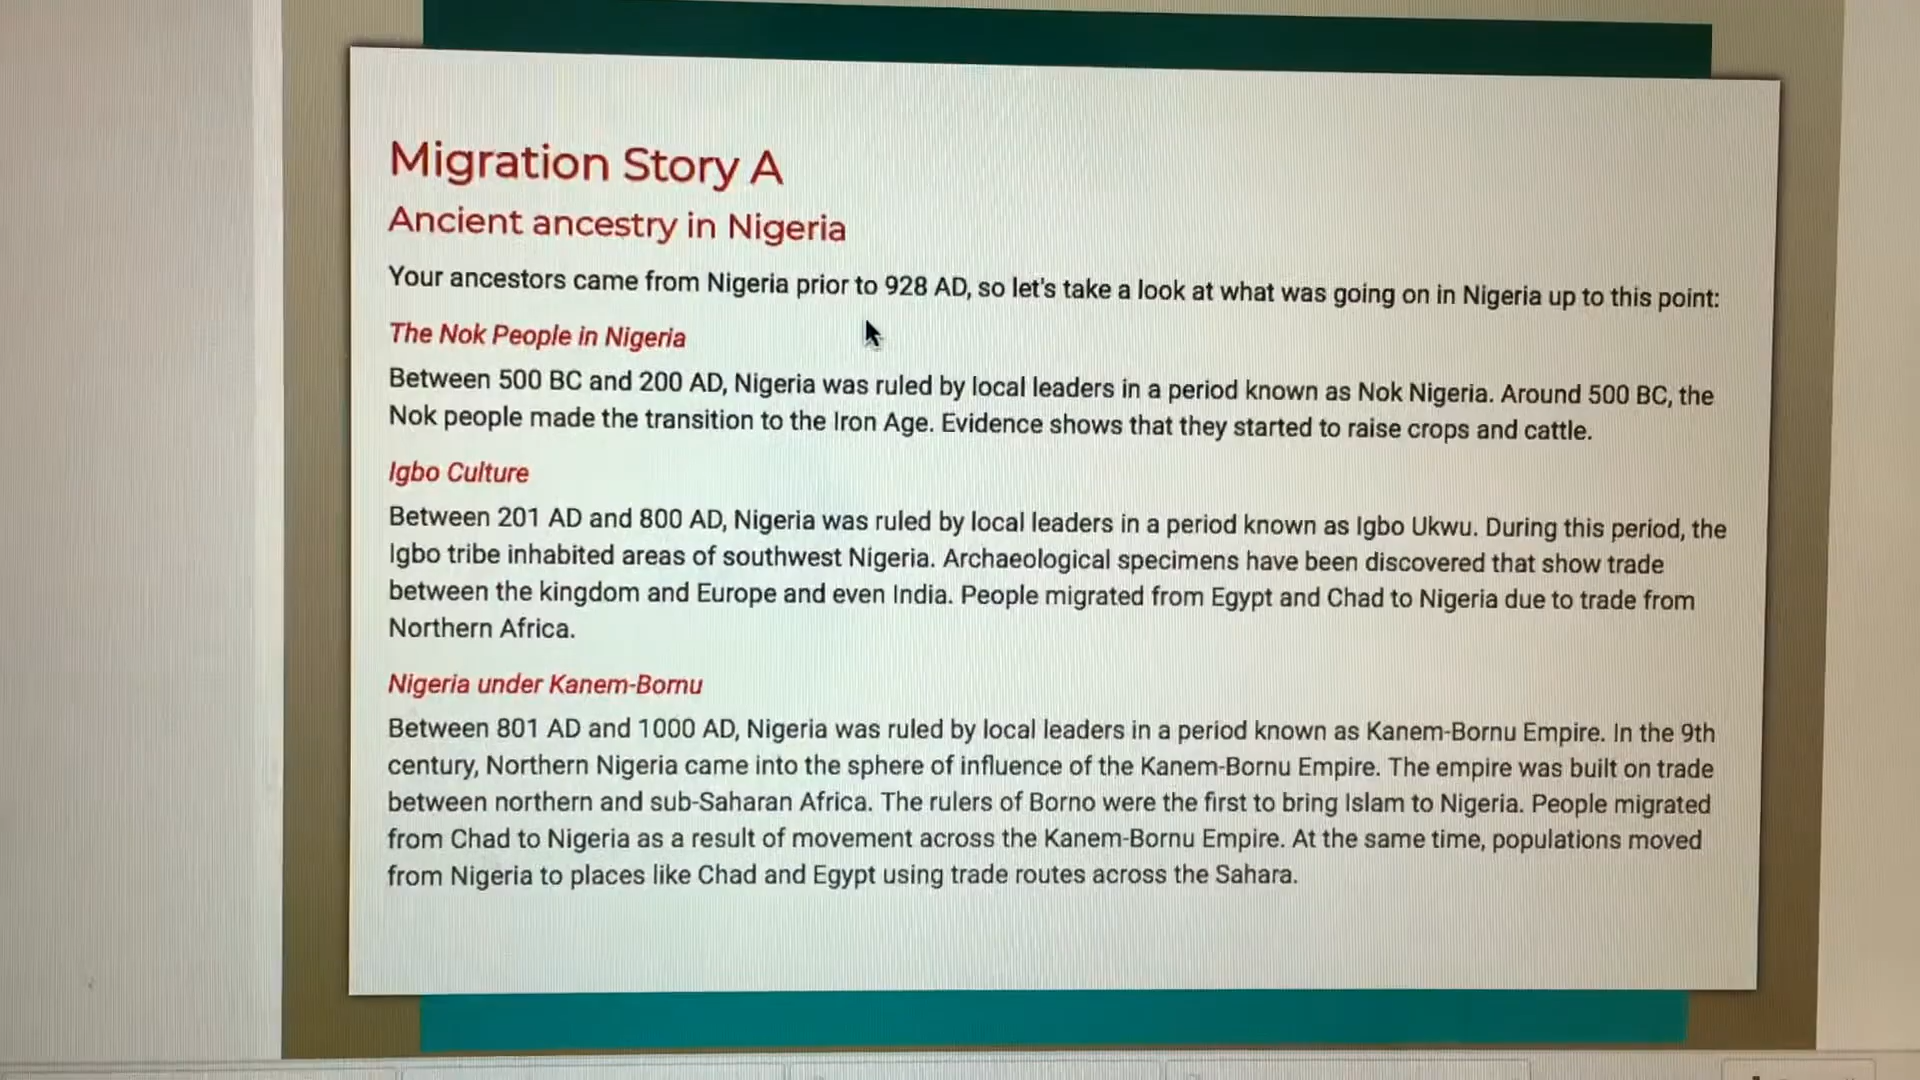 Migration Story A
Ancient ancestry in Nigeria
Your ancestors came from Nigeria prior to 928 AD, so let's take a look at what was going on in Nigeria up to this point:
The Nok People in Nigeria
Between 500 BC and 200 AD, Nigeria was ruled by local leaders in a period known as Nok Nigeria. Around 500 BC, the
Nok people made the transition to the Iron Age. Evidence shows that they started to raise crops and cattle.
Igbo Culture
Between 201 AD and 800 AD, Nigeria was ruled by local leaders in a period known as Igbo Ukwu. During this period, the
Igbo tribe inhabited areas of southwest Nigeria. Archaeological specimens have been discovered that show trade
between the kingdom and Europe and even India. People migrated from Egypt and Chad to Nigeria due to trade from
Northern Africa.
Nigeria under Kanem-Bornu
Between 801 AD and 1000 AD, Nigeria was ruled by local leaders in a period known as Kanem-Bornu Empire. In the 9th
century, Northern Nigeria came into the sphere of influence of the Kanem-Bornu Empire. The empire was built on trade
between northern and sub-Saharan Africa. The rulers of Borno were the first to bring Islam to Nigeria. People migrated
from Chad to Nigeria as a result of movement across the Kanem-Bornu Empire. At the same time, populations moved
from Nigeria to places like Chad and Egypt using trade routes across the Sahara.